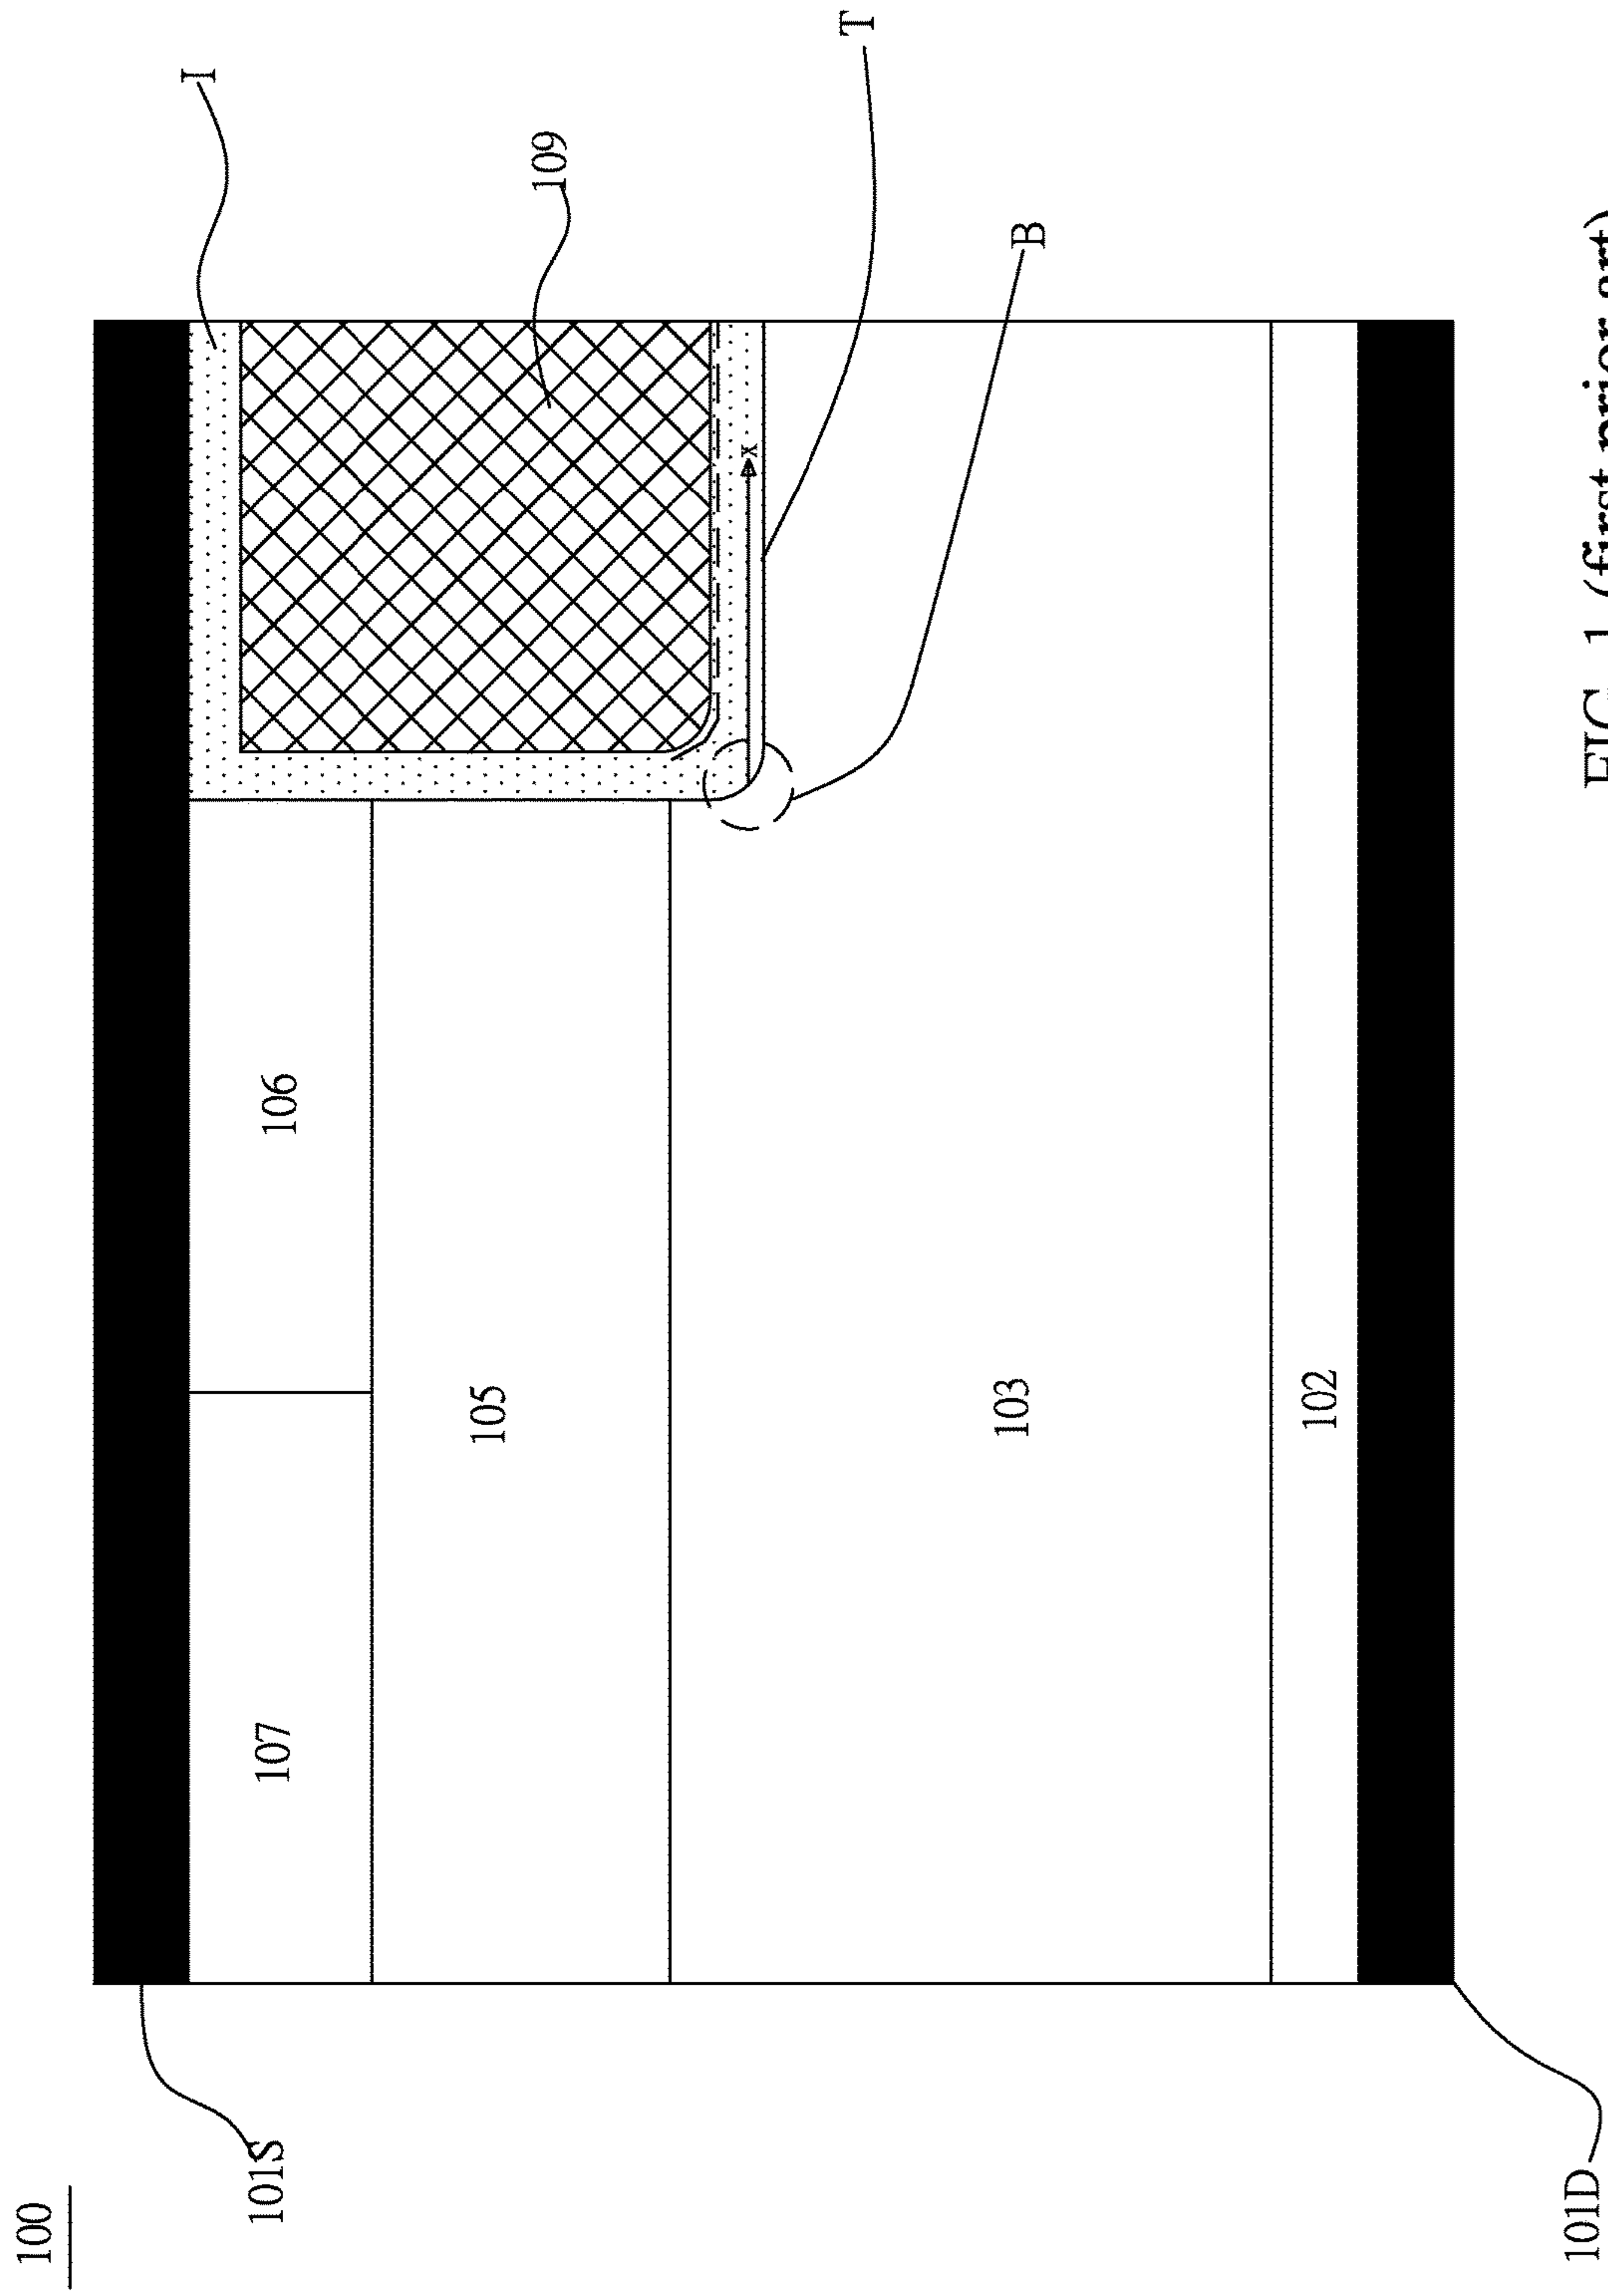 100
I
109
T
B
x
106
107
105
103
102
101S
101D
FIG. 1 (first prior art)